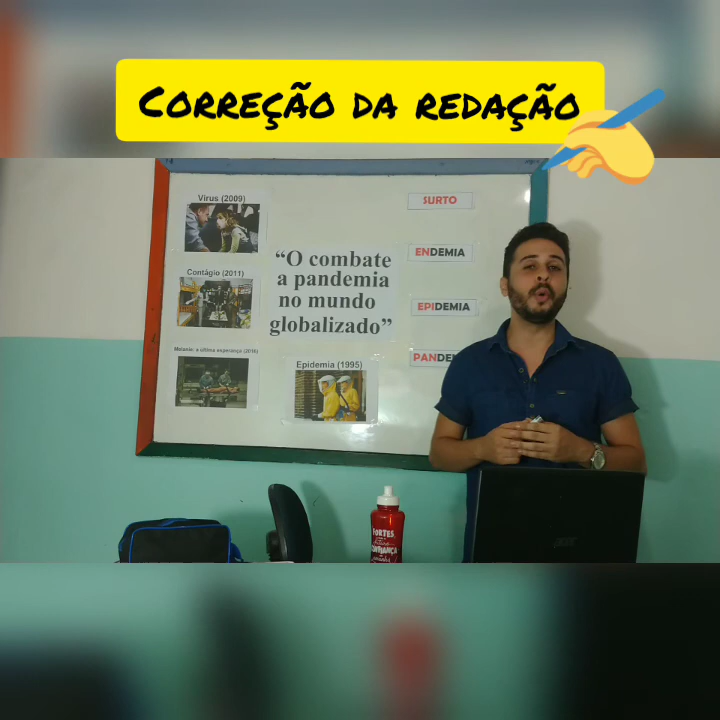 CORREÇÃO DA REDAÇÃO
Vírus (2009)
Contágio (2011)
Melanie: a última esperança (2016)
"O combate
a pandemia
no mundo
globalizado"
Epidemia (1995)
SURTO
ENDEMIA
EPIDEMIA
PANDE
FORTES
CONFIANÇA
acer